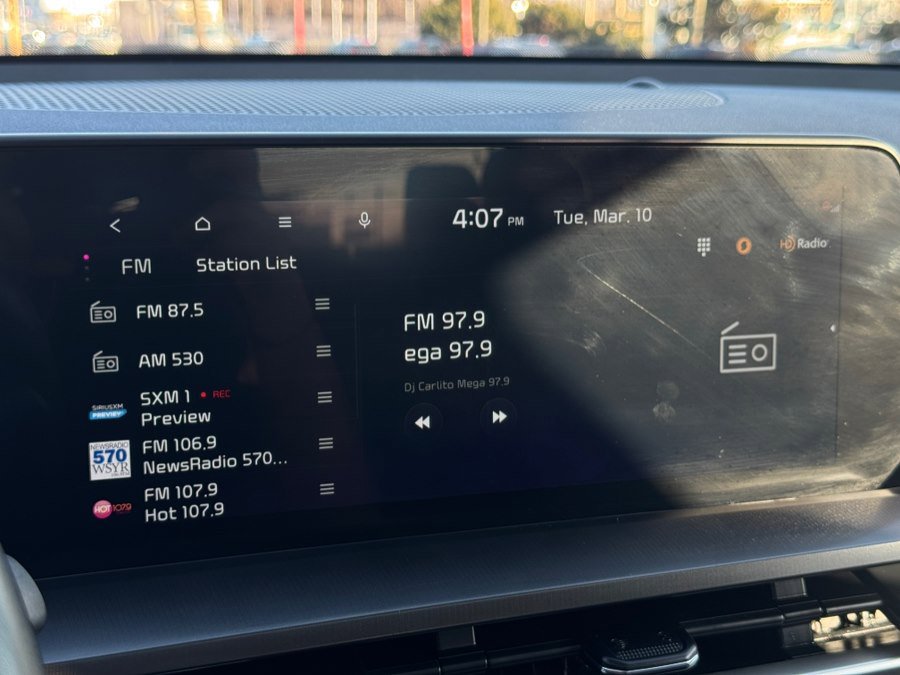 4:07 PM Tue, Mar. 10
HD Radio
FM Station List
FM 87.5
AM 530
SIRIUSXM
PREVIEW
SXM 1 REC
Preview
NEWSRADIO
570
WSYR
FM 106.9
NewsRadio 570...
HOT 107.9
FM 107.9
Hot 107.9
FM 97.9
ega 97.9
Dj Carlito Mega 97.9